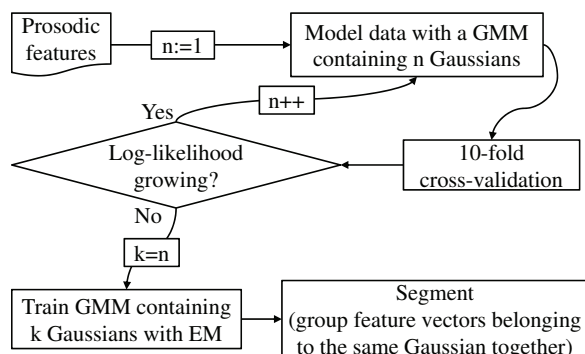 Prosodic
features
n:=1
Model data with a GMM
containing n Gaussians
n++
Yes
Log-likelihood
growing?
10-fold
cross-validation
No
k=n
Train GMM containing
k Gaussians with EM
Segment
(group feature vectors belonging
to the same Gaussian together)